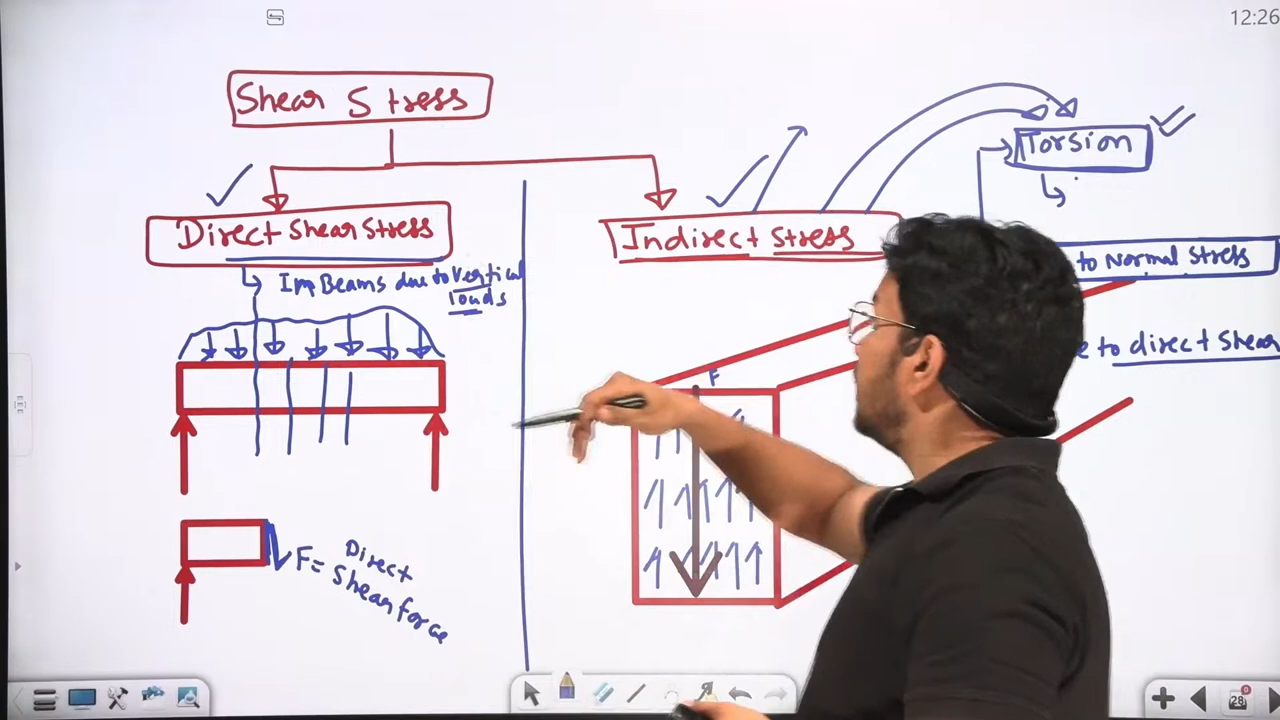 12:26
Shear Stress
Torsion
Direct Shear Stress
Indirect Stress
to Normal Stress
Beams due to Vertical
loads
e to direct Shear
F
F = Direct
Shear force
28